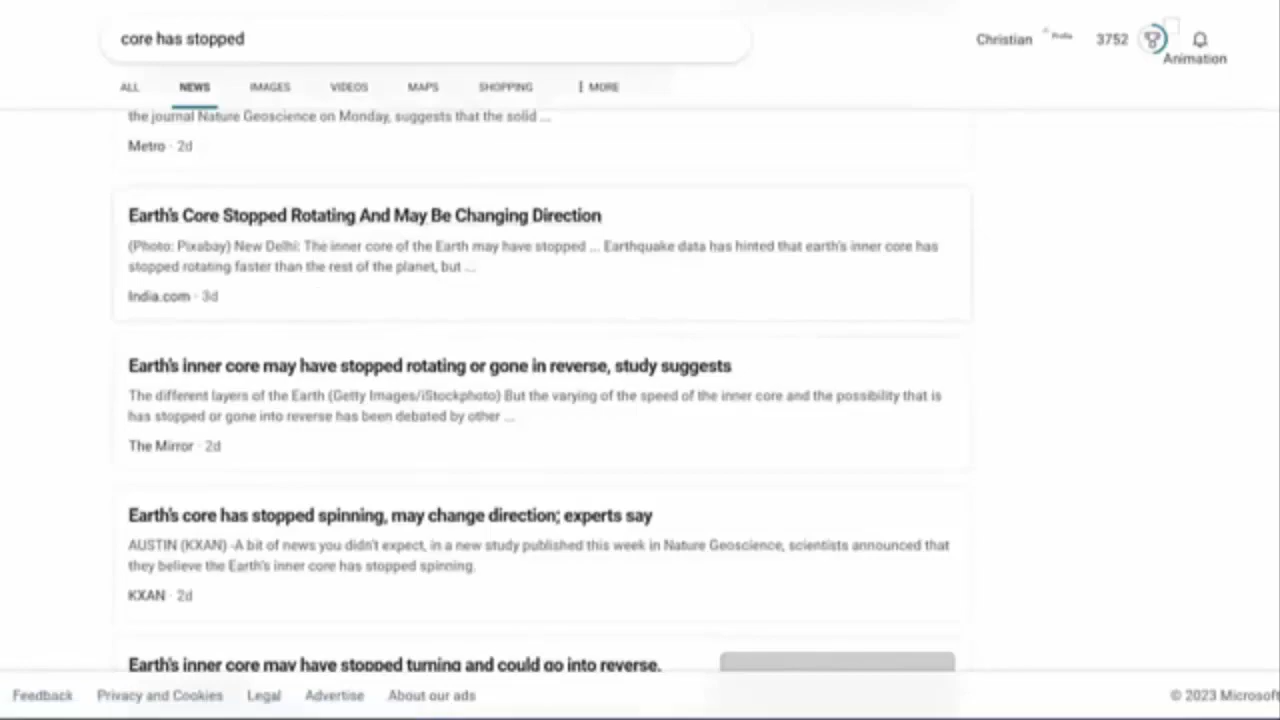 core has stopped
Christian
3752
Animation
ALL
NEWS
IMAGES
VIDEOS
MAPS
SHOPPING
MORE
the journal Nature Geoscience on Monday, suggests that the solid ...
Metro · 2d
Earth's Core Stopped Rotating And May Be Changing Direction
(Photo: Pixabay) New Delhi: The inner core of the Earth may have stopped ... Earthquake data has hinted that earth's inner core has
stopped rotating faster than the rest of the planet, but ...
India.com · 3d
Earth's inner core may have stopped rotating or gone in reverse, study suggests
The different layers of the Earth (Getty Images/iStockphoto) But the varying of the speed of the inner core and the possibility that is
has stopped or gone into reverse has been debated by other ...
The Mirror · 2d
Earth's core has stopped spinning, may change direction; experts say
AUSTIN (KXAN) -A bit of news you didn't expect, in a new study published this week in Nature Geoscience, scientists announced that
they believe the Earth's inner core has stopped spinning.
KXAN · 2d
Earth's inner core may have stopped turning and could go into reverse,
Feedback
Privacy and Cookies
Legal
Advertise
About our ads
© 2023 Microsoft